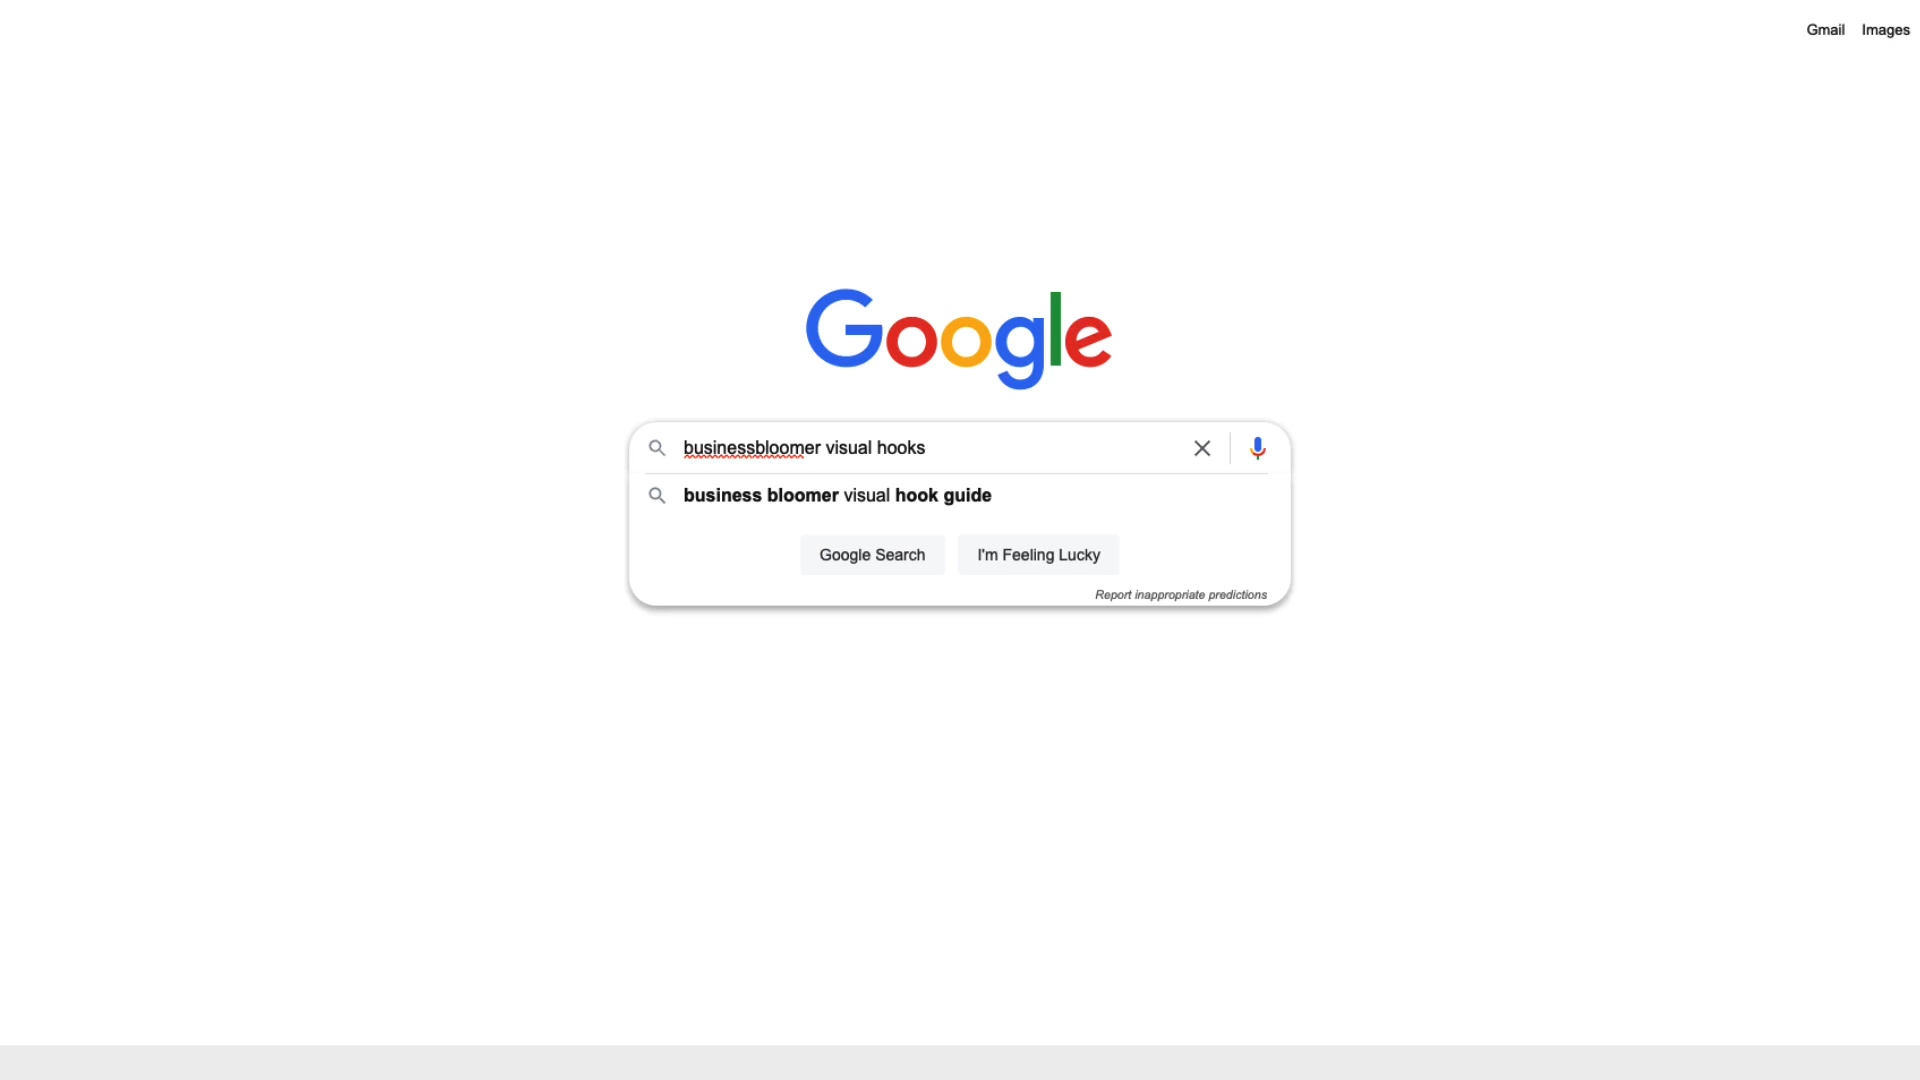 Gmail Images
Google
businessbloomer visual hooks
business bloomer visual hook guide
Google Search I'm Feeling Lucky
Report inappropriate predictions